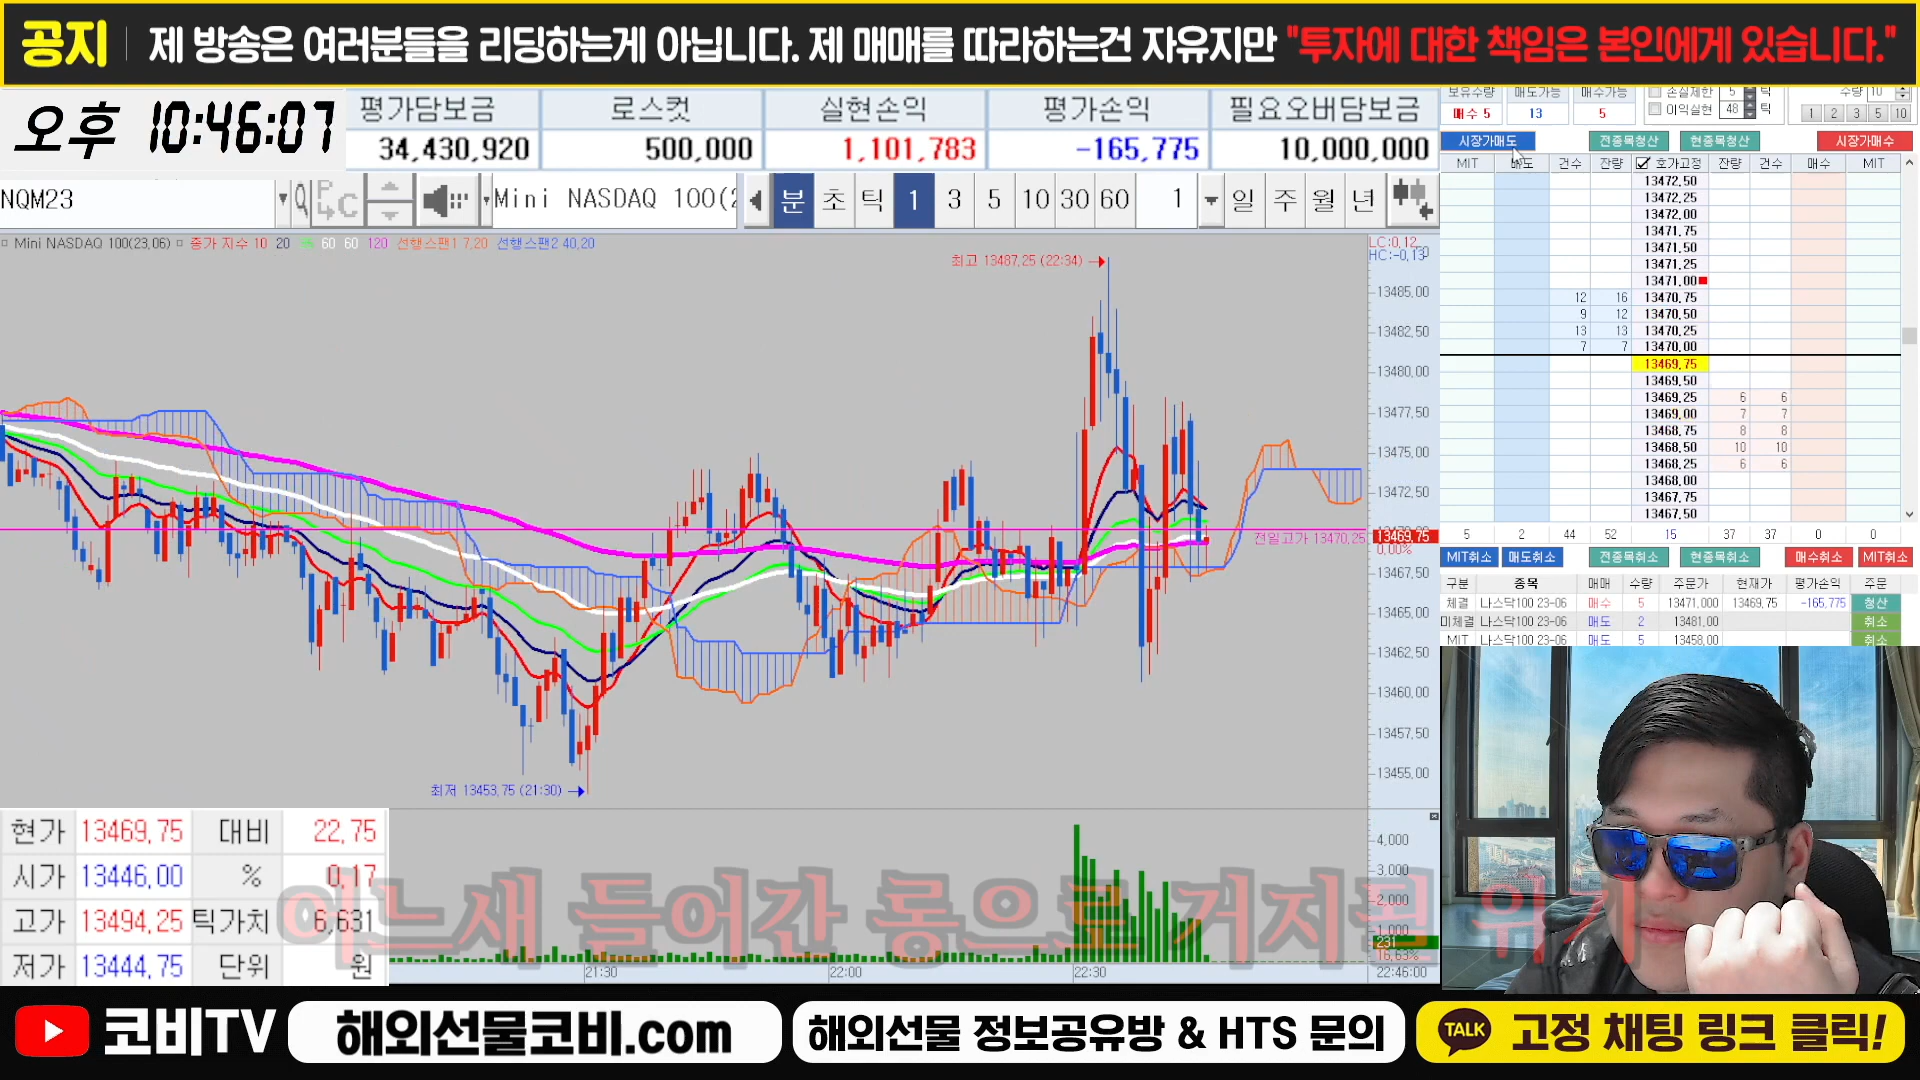 공지 제 방송은 여러분들을 리딩하는게 아닙니다. 제 매매를 따라하는건 자유지만 "투자에 대한 책임은 본인에게 있습니다."
오후 10:46:07
평가담보금 로스컷 실현손익 평가손익 필요오버담보금
34,430,920 500,000 1,101,783 -165,775 10,000,000
보유수량 매도가능 매수가능 손실제한 5 틱 수량 10
매수 5 13 5 이익실현 48 틱 1 2 3 5 10
시장가매도 전종목청산 현종목청산 시장가매수
MIT 매도 건수 잔량 호가고정 잔량 건수 매수 MIT
NQM23 Mini NASDAQ 100(2 분 초 틱 1 3 5 10 30 60 1 일 주 월 년
Mini NASDAQ 100(23,06) 종가 지수 10 20 60 60 120 선행스팬1 7,20 선행스팬2 40,20
LC:0,12
HC:-0,13
최고 13487,25 (22:34)
13485,00
13482,50
13480,00
13477,50
13475,00
13472,50
전일고가 13470,25
13469,75
0,00%
13467,50
13465,00
13462,50
13460,00
13457,50
13455,00
최저 13453,75 (21:30)
13472,50
13472,25
13472,00
13471,75
13471,50
13471,25
13471,00
12 16 13470,75
9 12 13470,50
13 13 13470,25
7 7 13470,00
13469,75
13469,50
13469,25 6 6
13469,00 7 7
13468,75 8 8
13468,50 10 10
13468,25 6 6
13468,00
13467,75
13467,50
5 2 44 52 15 37 37 0 0
MIT취소 매도취소 전종목취소 현종목취소 매수취소 MIT취소
구분 종목 매매 수량 주문가 현재가 평가손익 주문
체결 나스닥100 23-06 매수 5 13471,000 13469,75 -165,775 청산
미체결 나스닥100 23-06 매도 2 13481,00 취소
MIT 나스닥100 23-06 매도 5 13458,00 취소
현가 13469,75 대비 22,75
시가 13446,00 % 0,17
고가 13494,25 틱가치 6,631
저가 13444,75 단위 원
4,000
3,000
2,000
1,000
231
16,63%
21:30 22:00 22:30 22:46:00
어느새 들어간 롱으로 거지된 위기
코비TV 해외선물코비.com 해외선물 정보공유방 & HTS 문의 TALK 고정 채팅 링크 클릭!